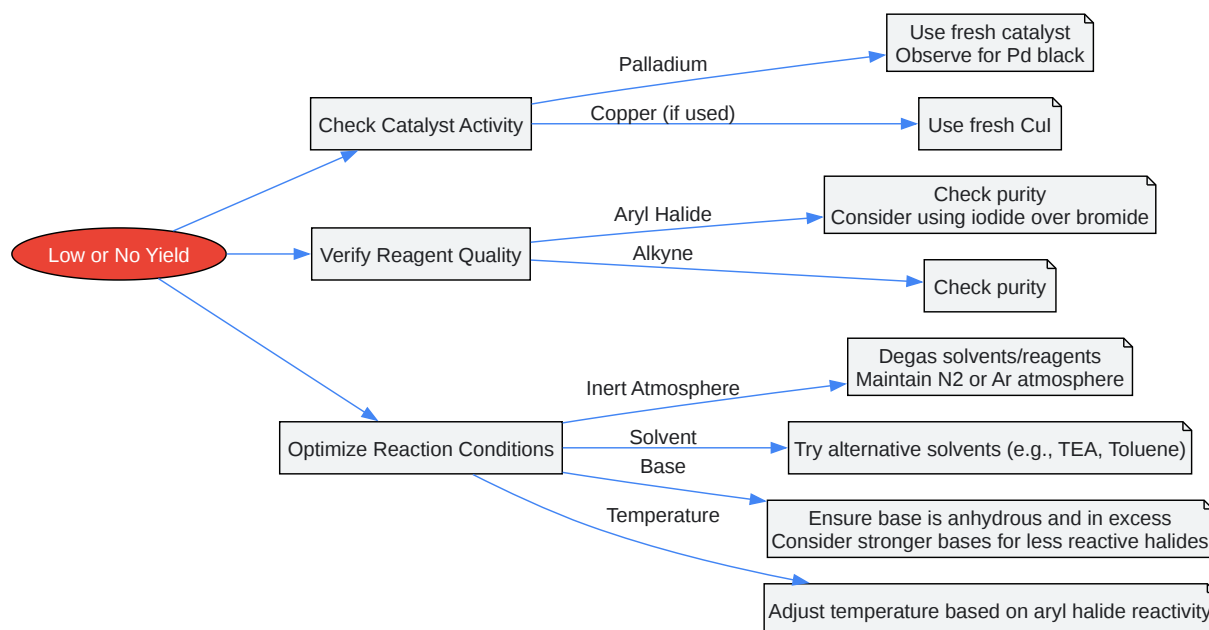 Low or No Yield
Check Catalyst Activity
Palladium
Use fresh catalyst
Observe for Pd black
Copper (if used)
Use fresh CuI
Verify Reagent Quality
Aryl Halide
Check purity
Consider using iodide over bromide
Alkyne
Check purity
Optimize Reaction Conditions
Inert Atmosphere
Degas solvents/reagents
Maintain N2 or Ar atmosphere
Solvent
Try alternative solvents (e.g., TEA, Toluene)
Base
Ensure base is anhydrous and in excess
Consider stronger bases for less reactive halides
Temperature
Adjust temperature based on aryl halide reactivity